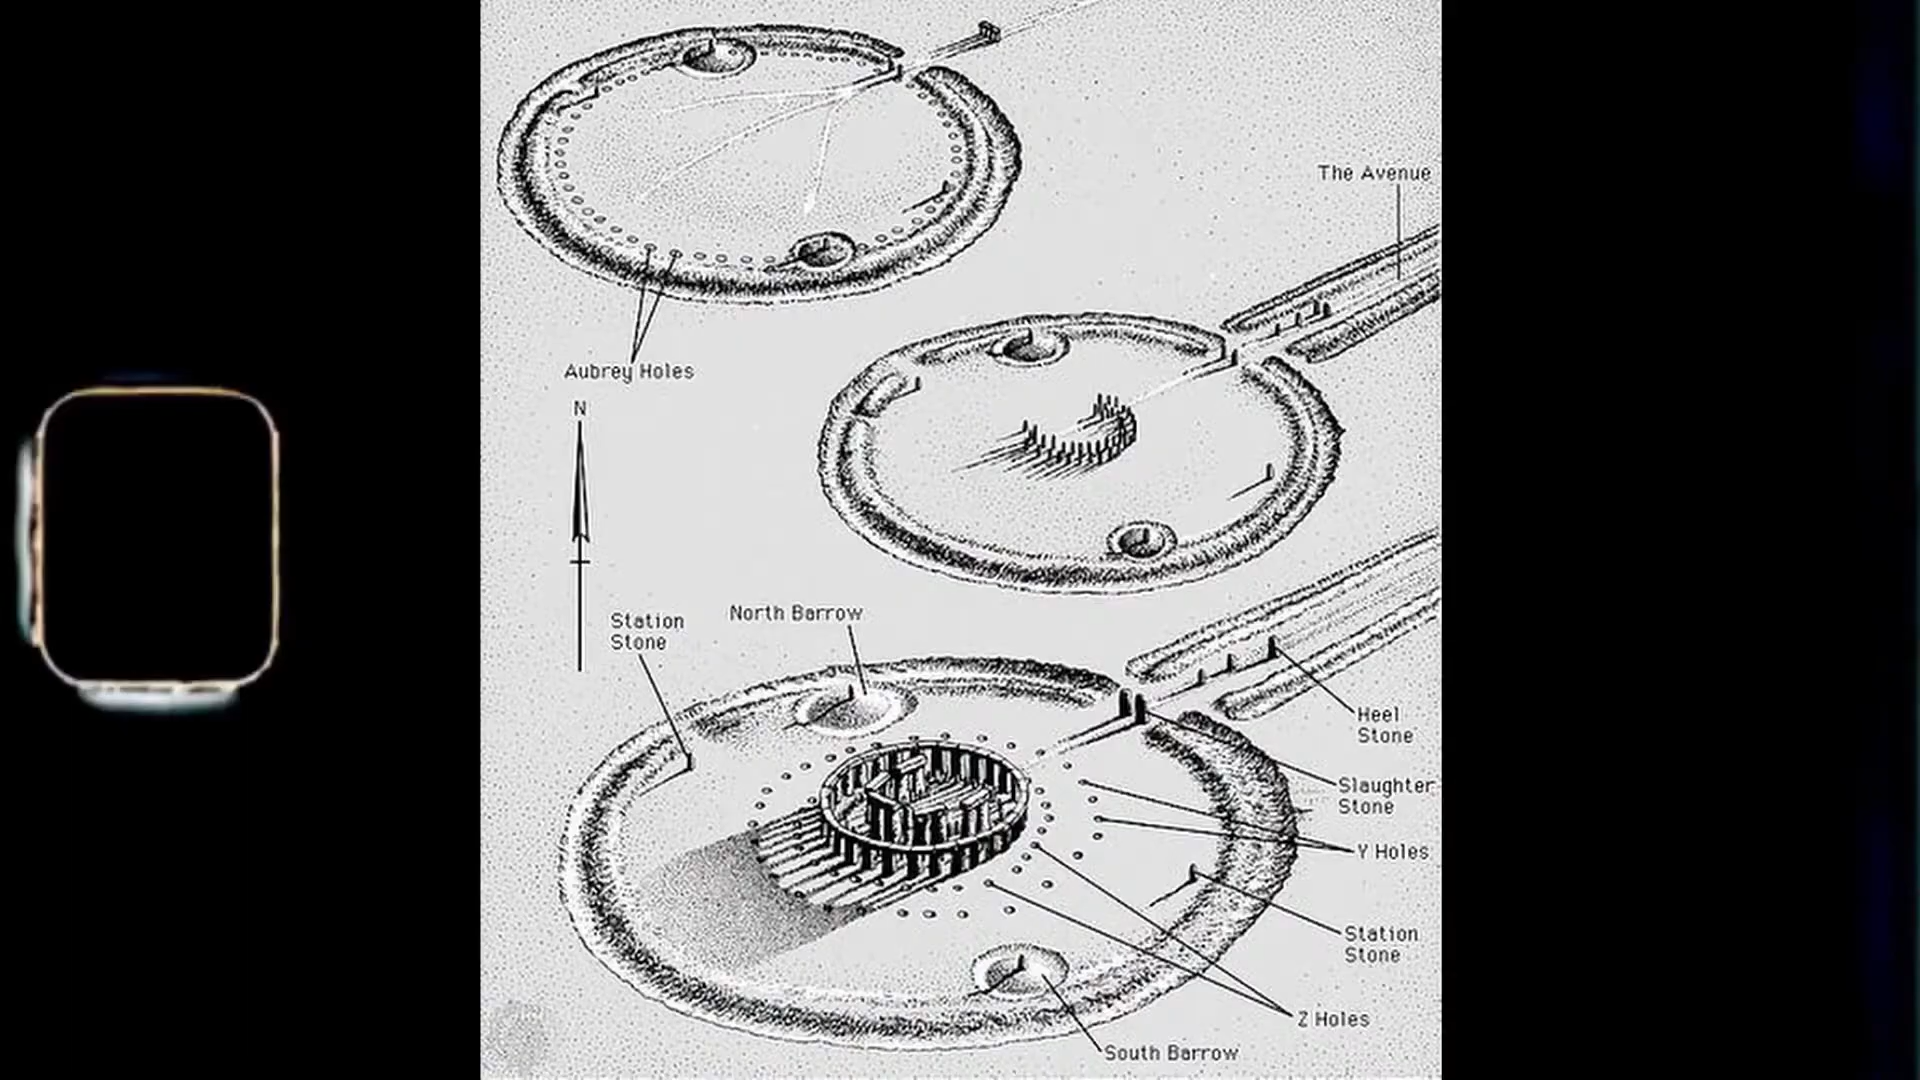 The Avenue
Aubrey Holes
N
North Barrow
Station
Stone
Heel
Stone
Slaughter
Stone
Y Holes
Station
Stone
Z Holes
South Barrow